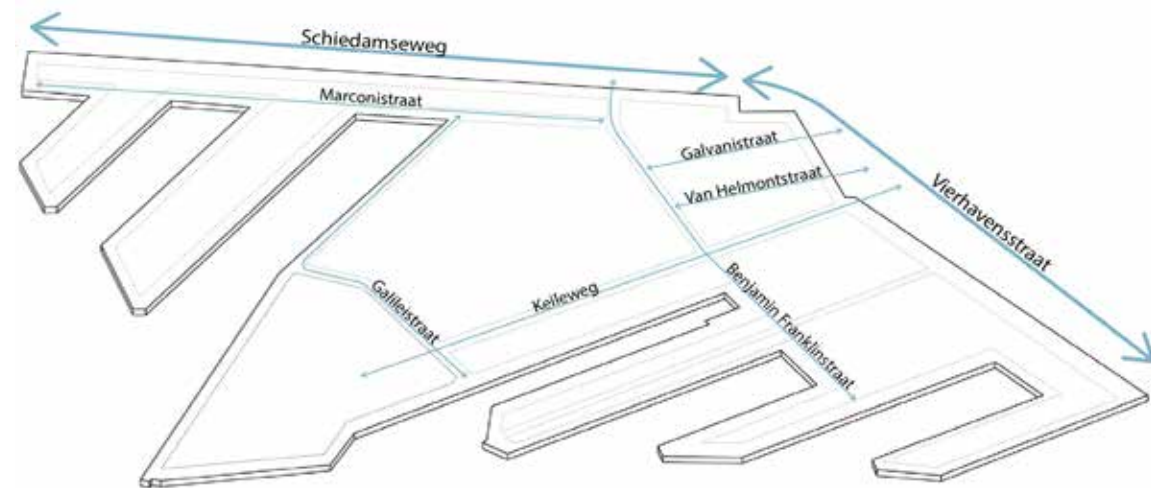 Schiedamseweg
Marconistraat
Galvanistraat
Van Helmontstraat
Vierhavensstraat
Keileweg
Benjamin Franklinstraat
Galileistraat